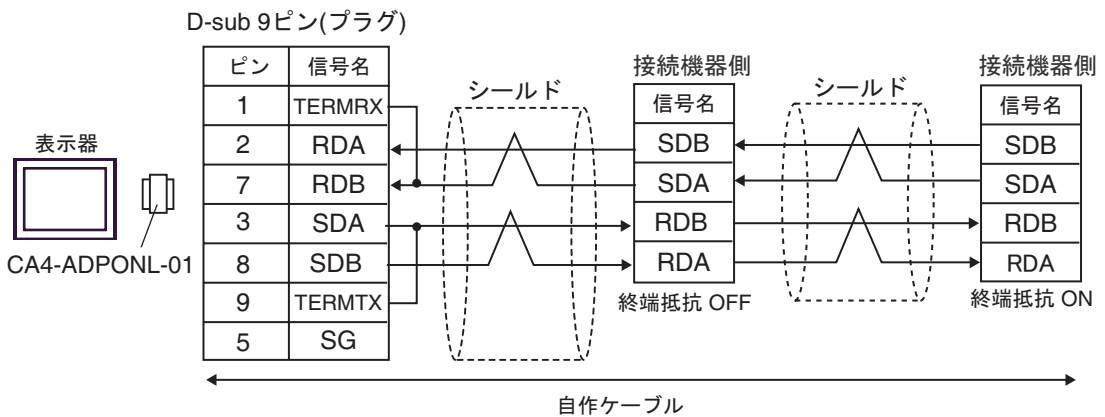 D-sub 9ピン(プラグ)
ピン 信号名
1 TERMRX
2 RDA
7 RDB
3 SDA
8 SDB
9 TERMTX
5 SG
表示器
CA4-ADPONL-01
シールド
接続機器側
信号名
SDB
SDA
RDB
RDA
終端抵抗 OFF
シールド
接続機器側
信号名
SDB
SDA
RDB
RDA
終端抵抗 ON
自作ケーブル